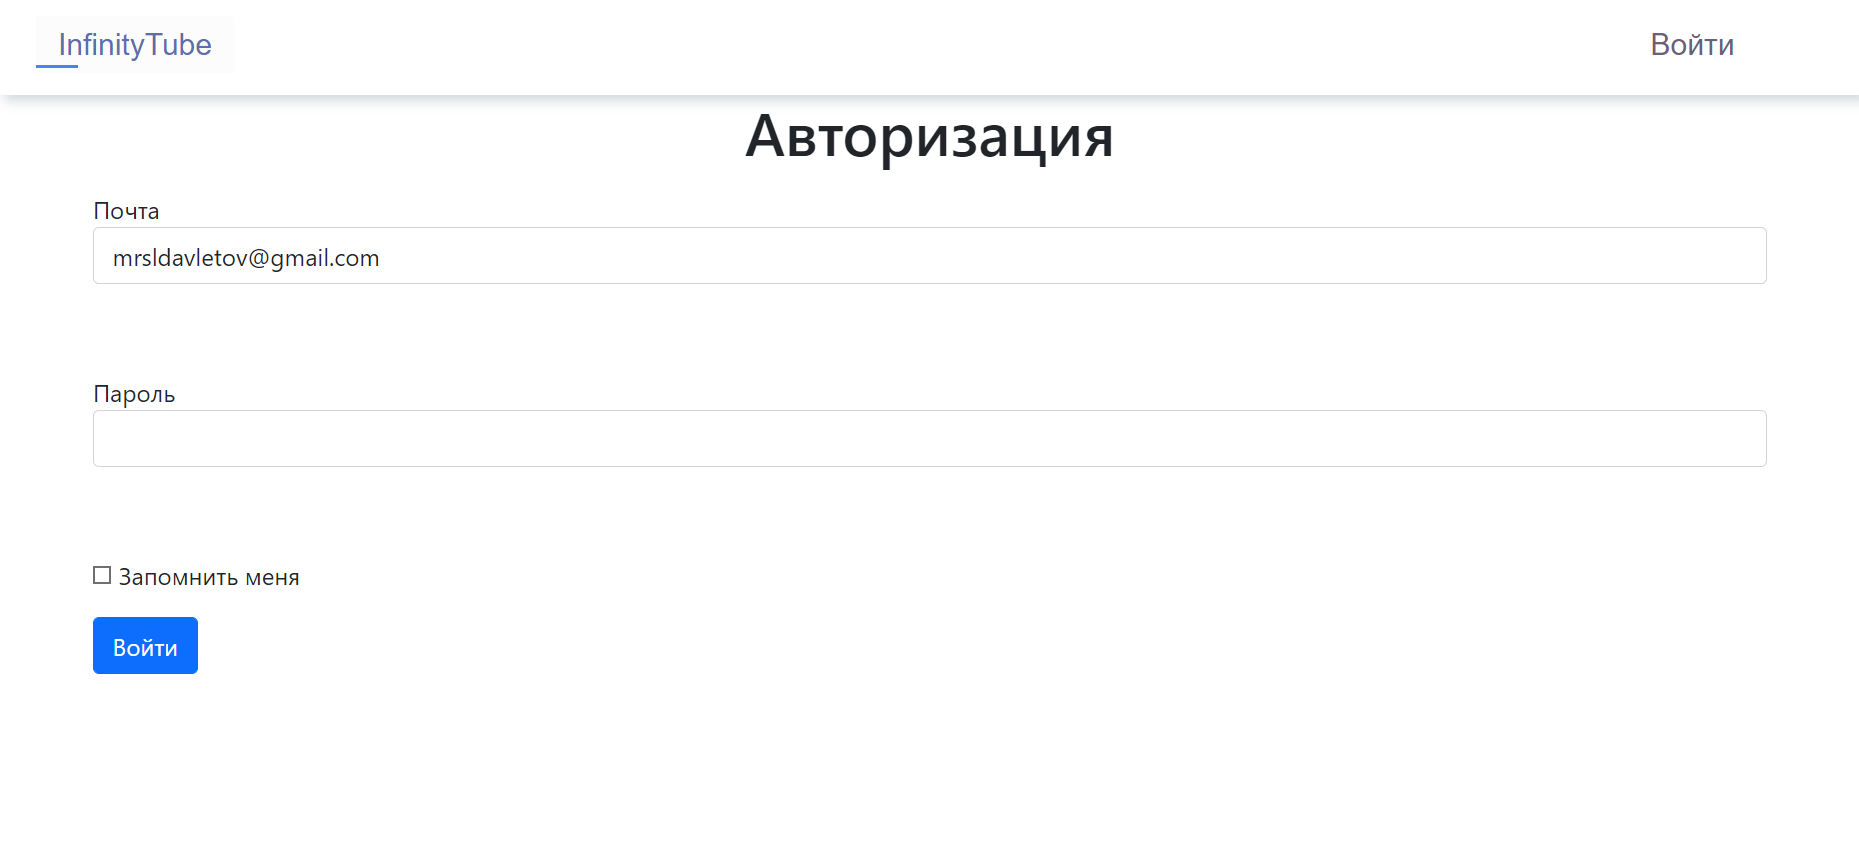 InfinityTube Войти
Авторизация
Почта
mrsldavletov@gmail.com
Пароль
Запомнить меня
Войти